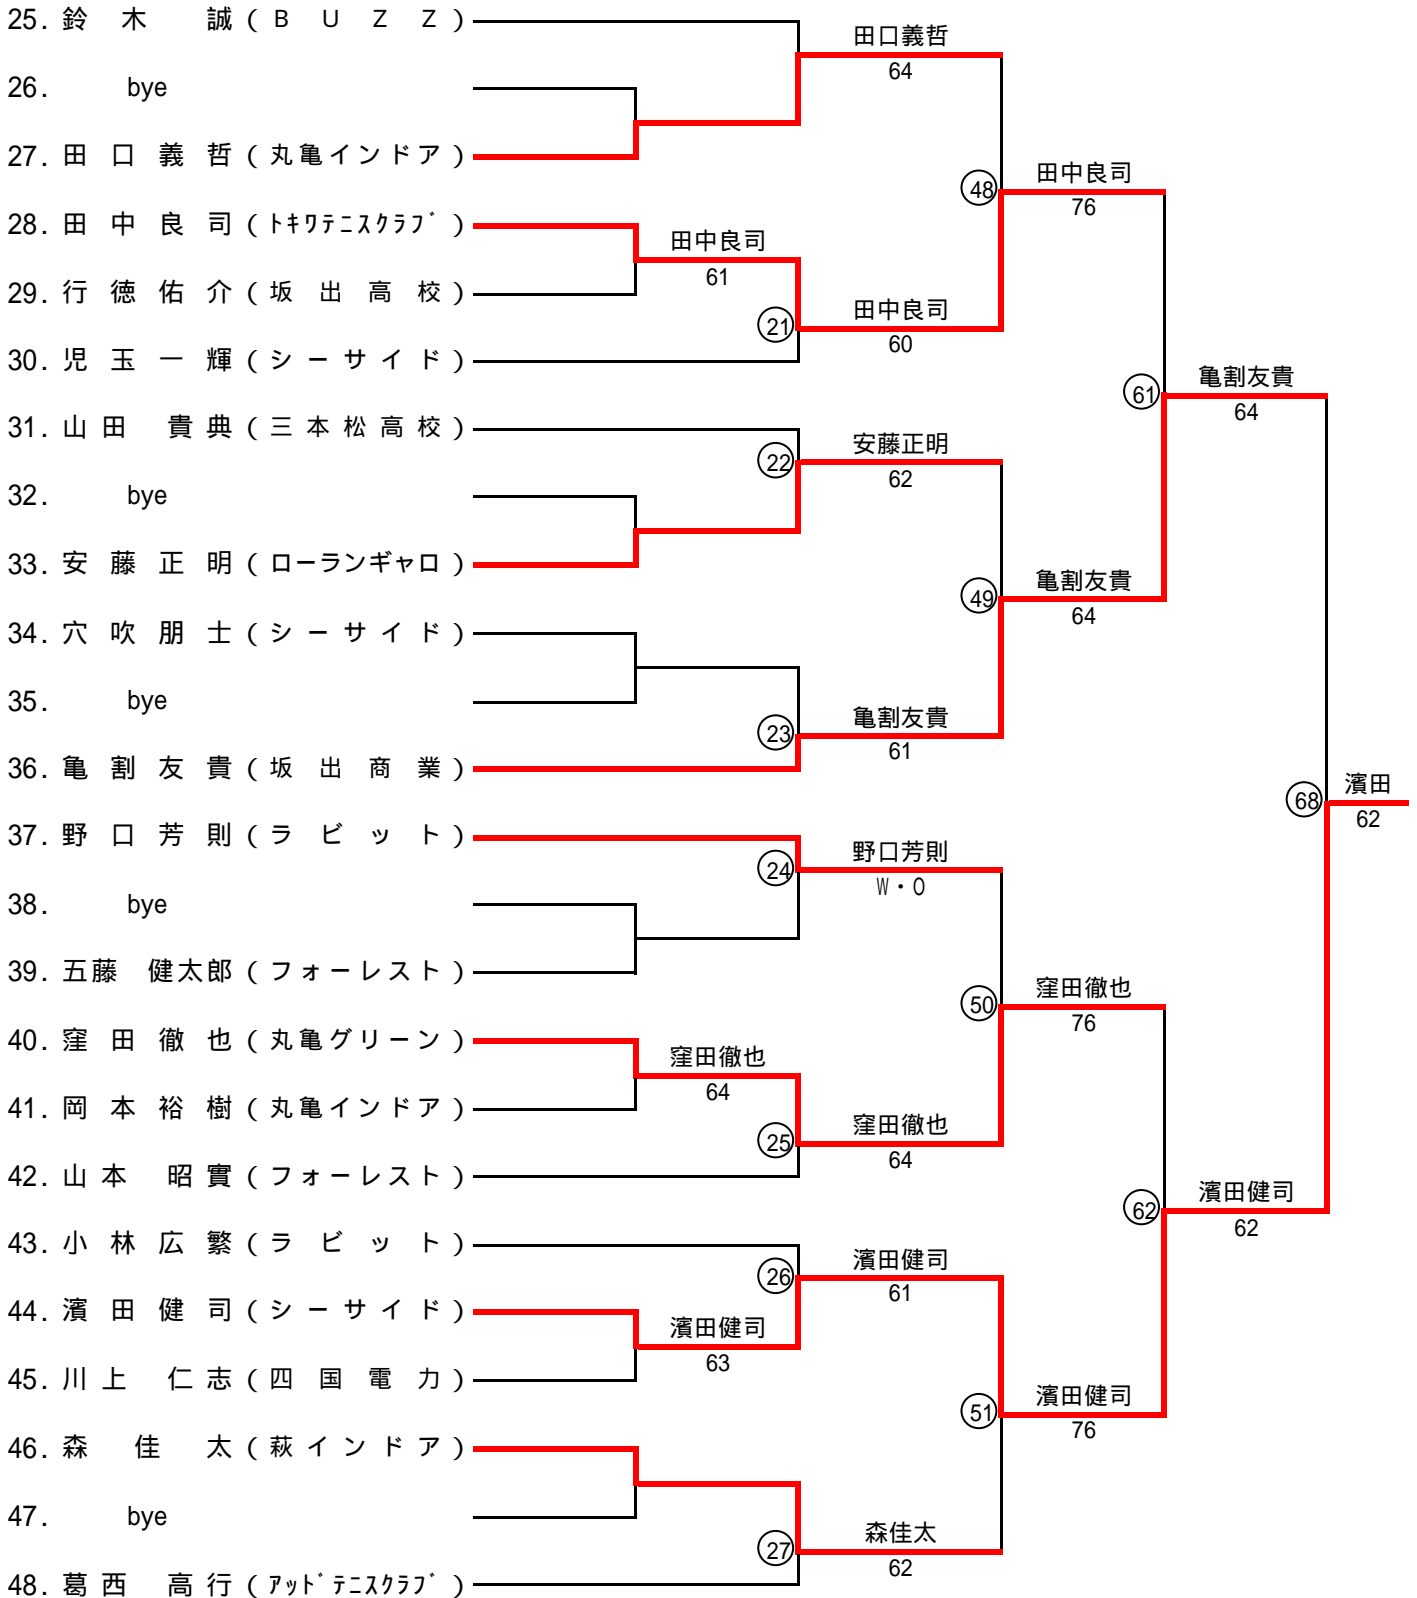 25. 鈴木 誠 (BUZZ)
田口義哲
64
26. bye
27. 田口義哲 (丸亀インドア)
48
田中良司
76
28. 田中良司 (ﾄｷﾜﾃﾆｽｸﾗﾌﾞ)
田中良司
61
29. 行徳佑介 (坂出高校)
21
田中良司
60
30. 児玉一輝 (シーサイド)
61
亀割友貴
64
31. 山田 貴典 (三本松高校)
22
安藤正明
62
32. bye
33. 安藤正明 (ローランギャロ)
49
亀割友貴
64
34. 穴吹朋士 (シーサイド)
35. bye
23
亀割友貴
61
36. 亀割友貴 (坂出商業)
68
濱田
62
37. 野口芳則 (ラビット)
24
野口芳則
W・O
38. bye
39. 五藤 健太郎 (フォーレスト)
50
窪田徹也
76
40. 窪田徹也 (丸亀グリーン)
窪田徹也
64
41. 岡本裕樹 (丸亀インドア)
25
窪田徹也
64
42. 山本 昭實 (フォーレスト)
62
濱田健司
62
43. 小林広繁 (ラビット)
26
濱田健司
61
44. 濱田健司 (シーサイド)
濱田健司
63
45. 川上 仁志 (四国電力)
51
濱田健司
76
46. 森佳太 (萩インドア)
47. bye
27
森佳太
62
48. 葛西 高行 (ｱｯﾄﾞﾃﾆｽｸﾗﾌﾞ)